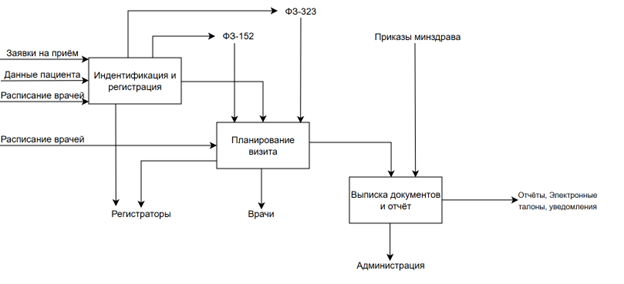 ФЗ-323
ФЗ-152
Приказы минздрава
Заявки на приём
Данные пациента
Расписание врачей
Индентификация и
регистрация
Расписание врачей
Планирование
визита
Выписка документов
и отчёт
Отчёты, Электронные
талоны, уведомления
Регистраторы
Врачи
Администрация